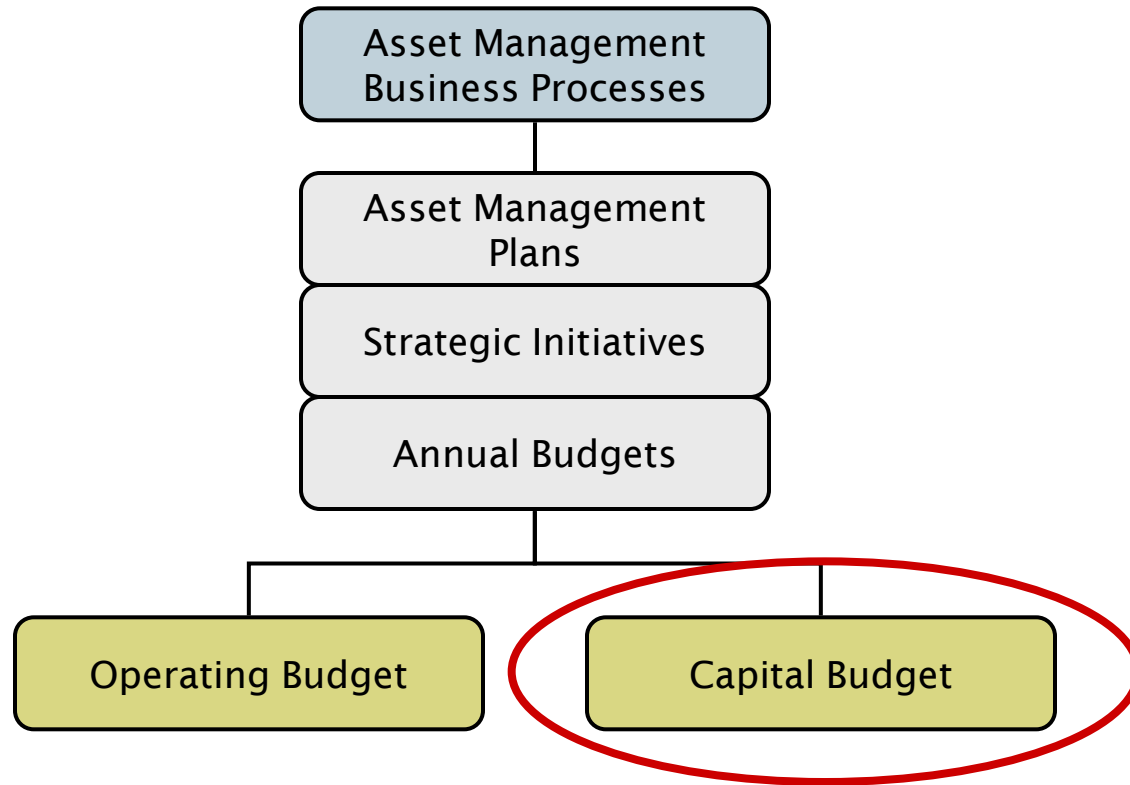 Asset Management
Business Processes
Asset Management
Plans
Strategic Initiatives
Annual Budgets
Operating Budget
Capital Budget